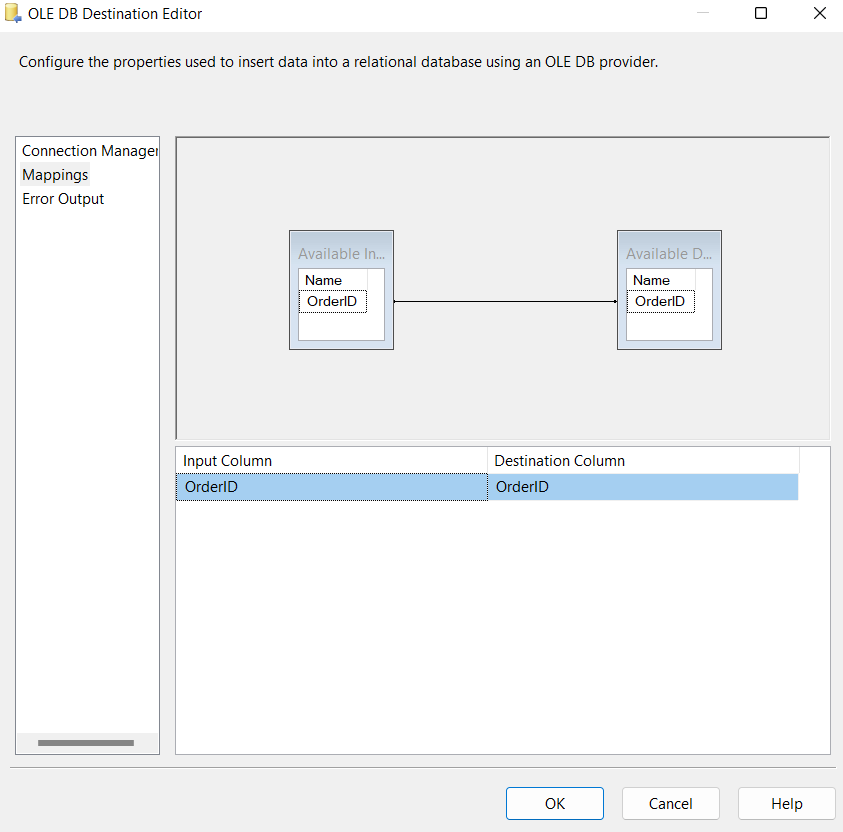 OLE DB Destination Editor
Configure the properties used to insert data into a relational database using an OLE DB provider.
Connection Manager
Mappings
Error Output
Available In...
Name
OrderID
Available D...
Name
OrderID
Input Column
Destination Column
OrderID
OrderID
OK
Cancel
Help